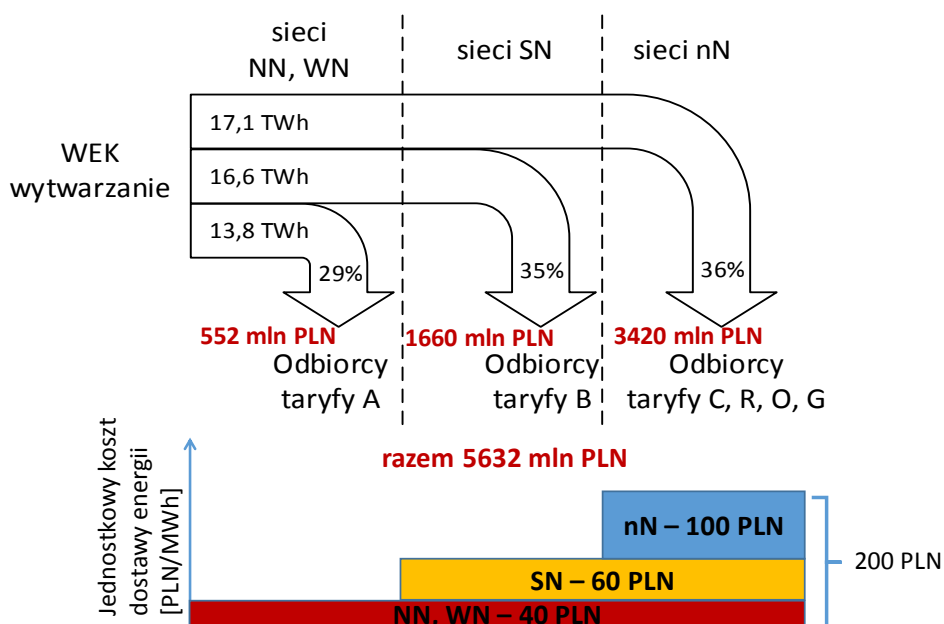 sieci
NN, WN
sieci SN
sieci nN
17,1 TWh
WEK
wytwarzanie
16,6 TWh
13,8 TWh
29%
35%
36%
552 mln PLN
1660 mln PLN
3420 mln PLN
Odbiorcy
taryfy A
Odbiorcy
taryfy B
Odbiorcy
taryfy C, R, O, G
razem 5632 mln PLN
Jednostkowy koszt
dostawy energii
[PLN/MWh]
nN – 100 PLN
SN – 60 PLN
NN, WN – 40 PLN
200 PLN